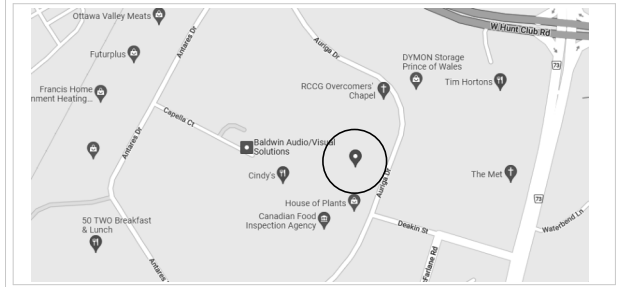 Ottawa Valley Meats
W Hunt Club Rd
Antares Dr
Auriga Dr
Futurplus
73
DYMON Storage
Prince of Wales
RCCG Overcomers'
Chapel
Tim Hortons
Francis Home
nment Heating...
Capella Ct
Antares Dr
Baldwin Audio/Visual
Solutions
Cindy's
Auriga Dr
The Met
House of Plants
73
Canadian Food
Inspection Agency
50 TWO Breakfast
& Lunch
Deakin St
Waterbend Ln
Antares
Farlane Rd